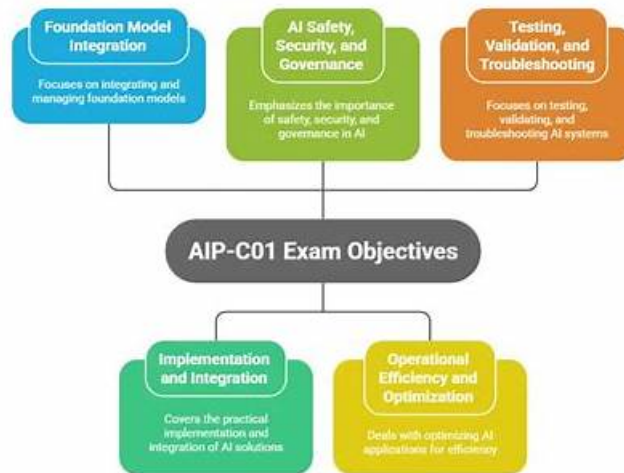 Foundation Model
Integration
Focuses on integrating and
managing foundation models
AI Safety,
Security, and
Governance
Emphasizes the importance
of safety, security, and
governance in AI
Testing,
Validation, and
Troubleshooting
Focuses on testing,
validating, and
troubleshooting AI systems
AIP-C01 Exam Objectives
Implementation
and Integration
Covers the practical
implementation and
integration of AI solutions
Operational
Efficiency and
Optimization
Deals with optimizing AI
applications for efficiency